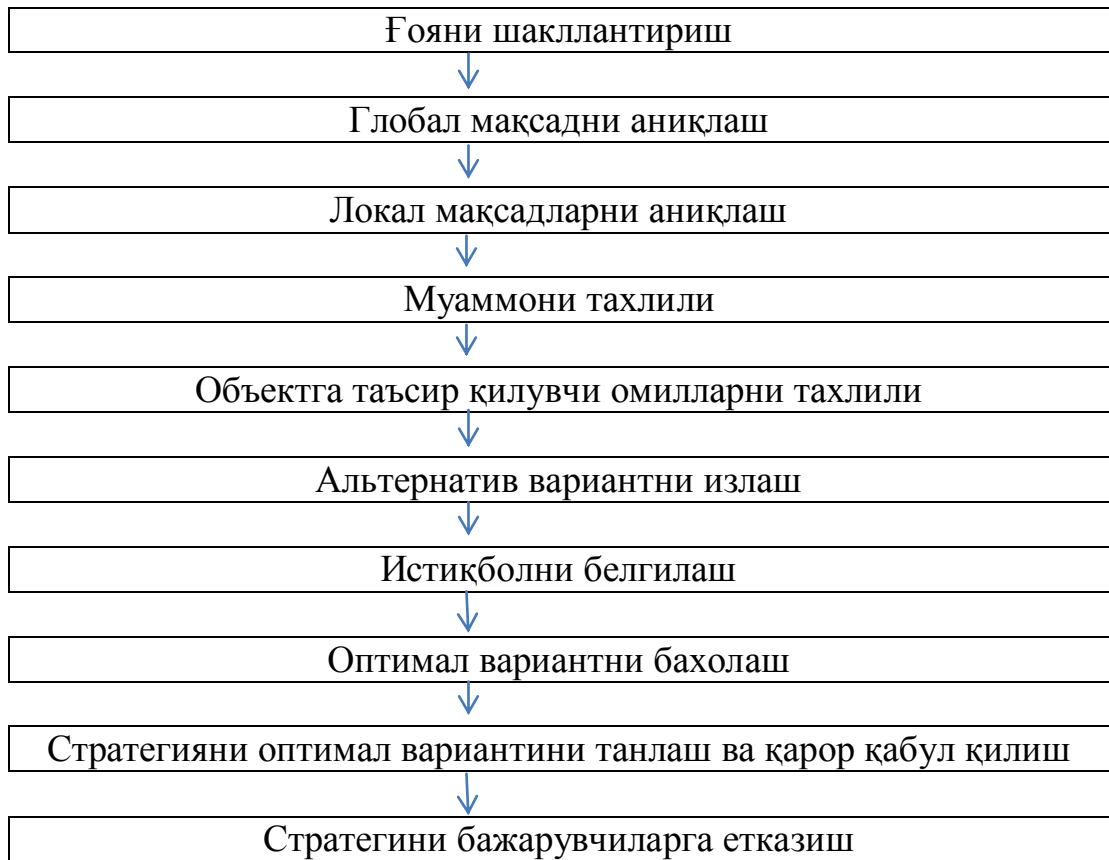 Ғояни шакллантириш
Глобал мақсадни аниқлаш
Локал мақсадларни аниқлаш
Муаммони тахлили
Объектга таъсир қилувчи омилларни тахлили
Альтернатив вариантни излаш
Истиқболни белгилаш
Оптимал вариантни бахолаш
Стратегияни оптимал вариантини танлаш ва қарор қабул қилиш
Стратегини бажарувчиларга етказиш